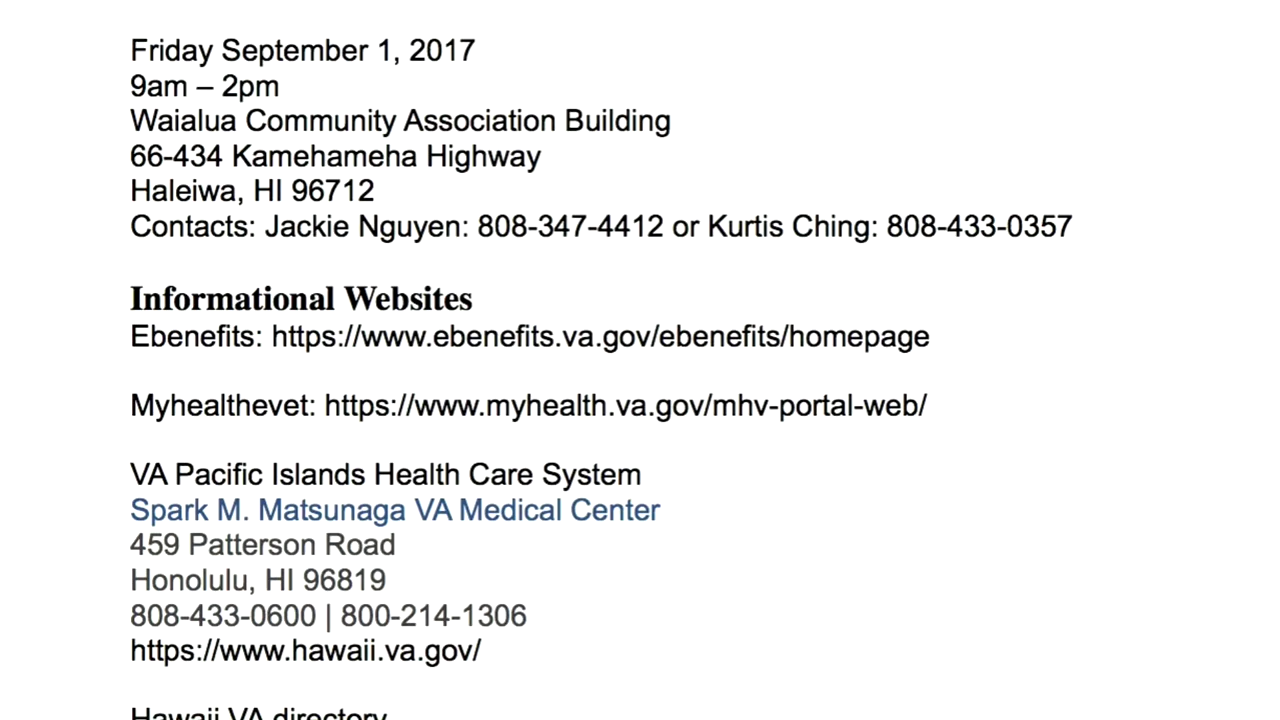 Friday September 1, 2017
9am – 2pm
Waialua Community Association Building
66-434 Kamehameha Highway
Haleiwa, HI 96712
Contacts: Jackie Nguyen: 808-347-4412 or Kurtis Ching: 808-433-0357
Informational Websites
Ebenefits: https://www.ebenefits.va.gov/ebenefits/homepage
Myhealthevet: https://www.myhealth.va.gov/mhv-portal-web/
VA Pacific Islands Health Care System
Spark M. Matsunaga VA Medical Center
459 Patterson Road
Honolulu, HI 96819
808-433-0600 | 800-214-1306
https://www.hawaii.va.gov/
Hawaii VA directory